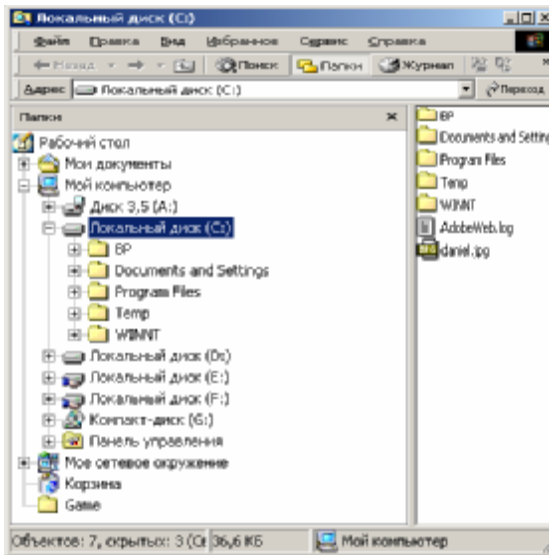 Локальный диск (C:)
Файл Правка Вид Избранное Сервис Справка
Назад Поиск Папки Журнал
Адрес Локальный диск (C:) Переход
Папки
Рабочий стол
Мои документы
Мой компьютер
Диск 3,5 (A:)
Локальный диск (C:)
BP
Documents and Settings
Program Files
Temp
WINNT
Локальный диск (D:)
Локальный диск (E:)
Локальный диск (F:)
Компакт-диск (G:)
Панель управления
Мое сетевое окружение
Корзина
Game
BP
Documents and Setting
Program Files
Temp
WINNT
AdobeWeb.log
daniel.jpg
Объектов: 7, скрытых: 3 (Св 36,6 КБ Мой компьютер